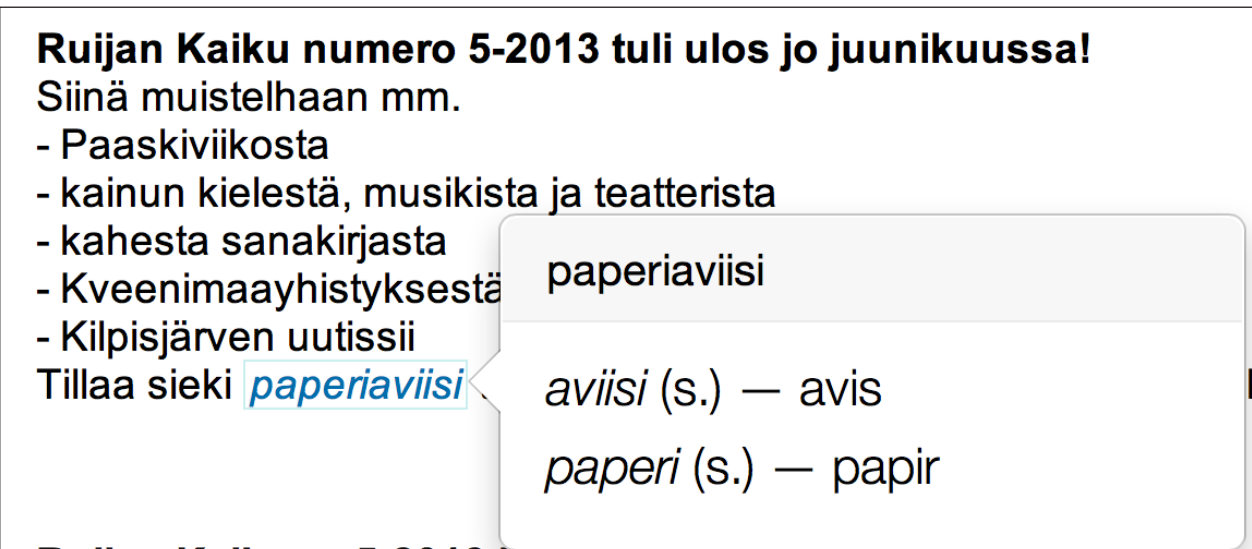 Ruijan Kaiku numero 5-2013 tuli ulos jo juunikuussa!
Siinä muistelhaan mm.
- Paaskiviikosta
- kainun kielestä, musikista ja teatterista
- kahesta sanakirjasta
- Kveenimaayhistyksestä
- Kilpisjärven uutissii
Tillaa sieki paperiaviisi
paperiaviisi
aviisi (s.) — avis
paperi (s.) — papir